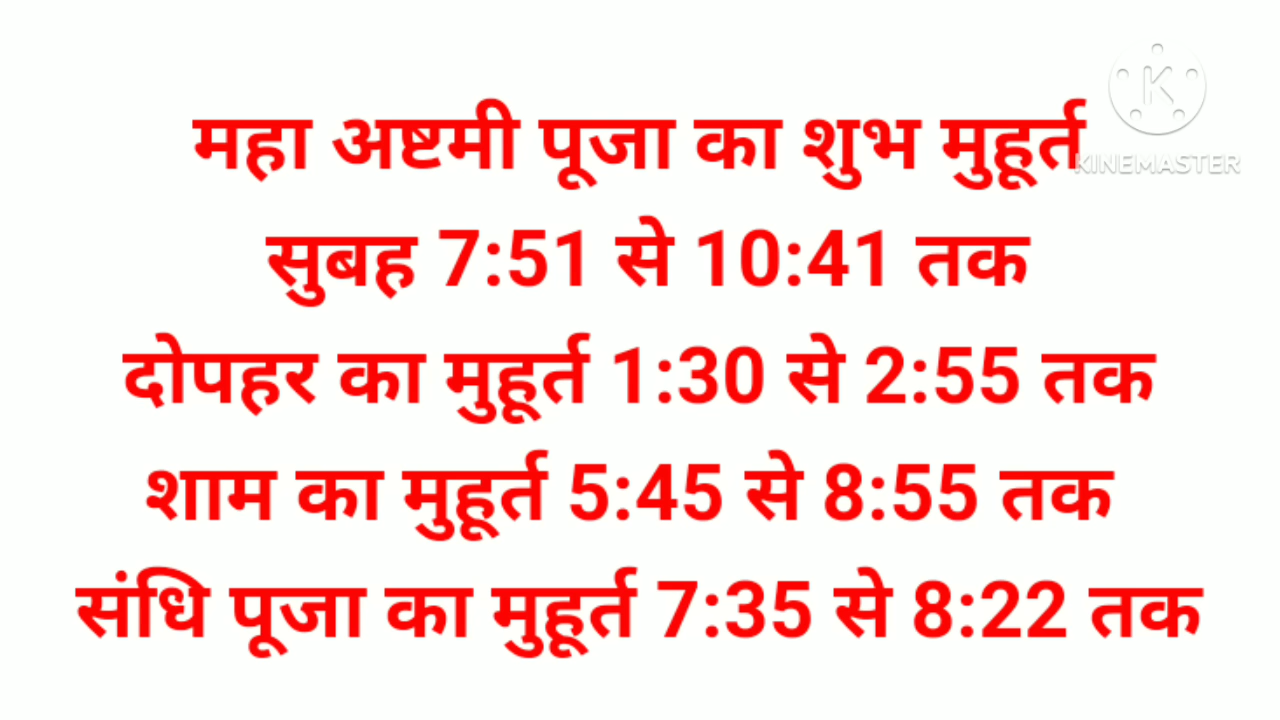 महा अष्टमी पूजा का शुभ मुहूर्त
सुबह 7:51 से 10:41 तक
दोपहर का मुहूर्त 1:30 से 2:55 तक
शाम का मुहूर्त 5:45 से 8:55 तक
संधि पूजा का मुहूर्त 7:35 से 8:22 तक
K
KINEMASTER